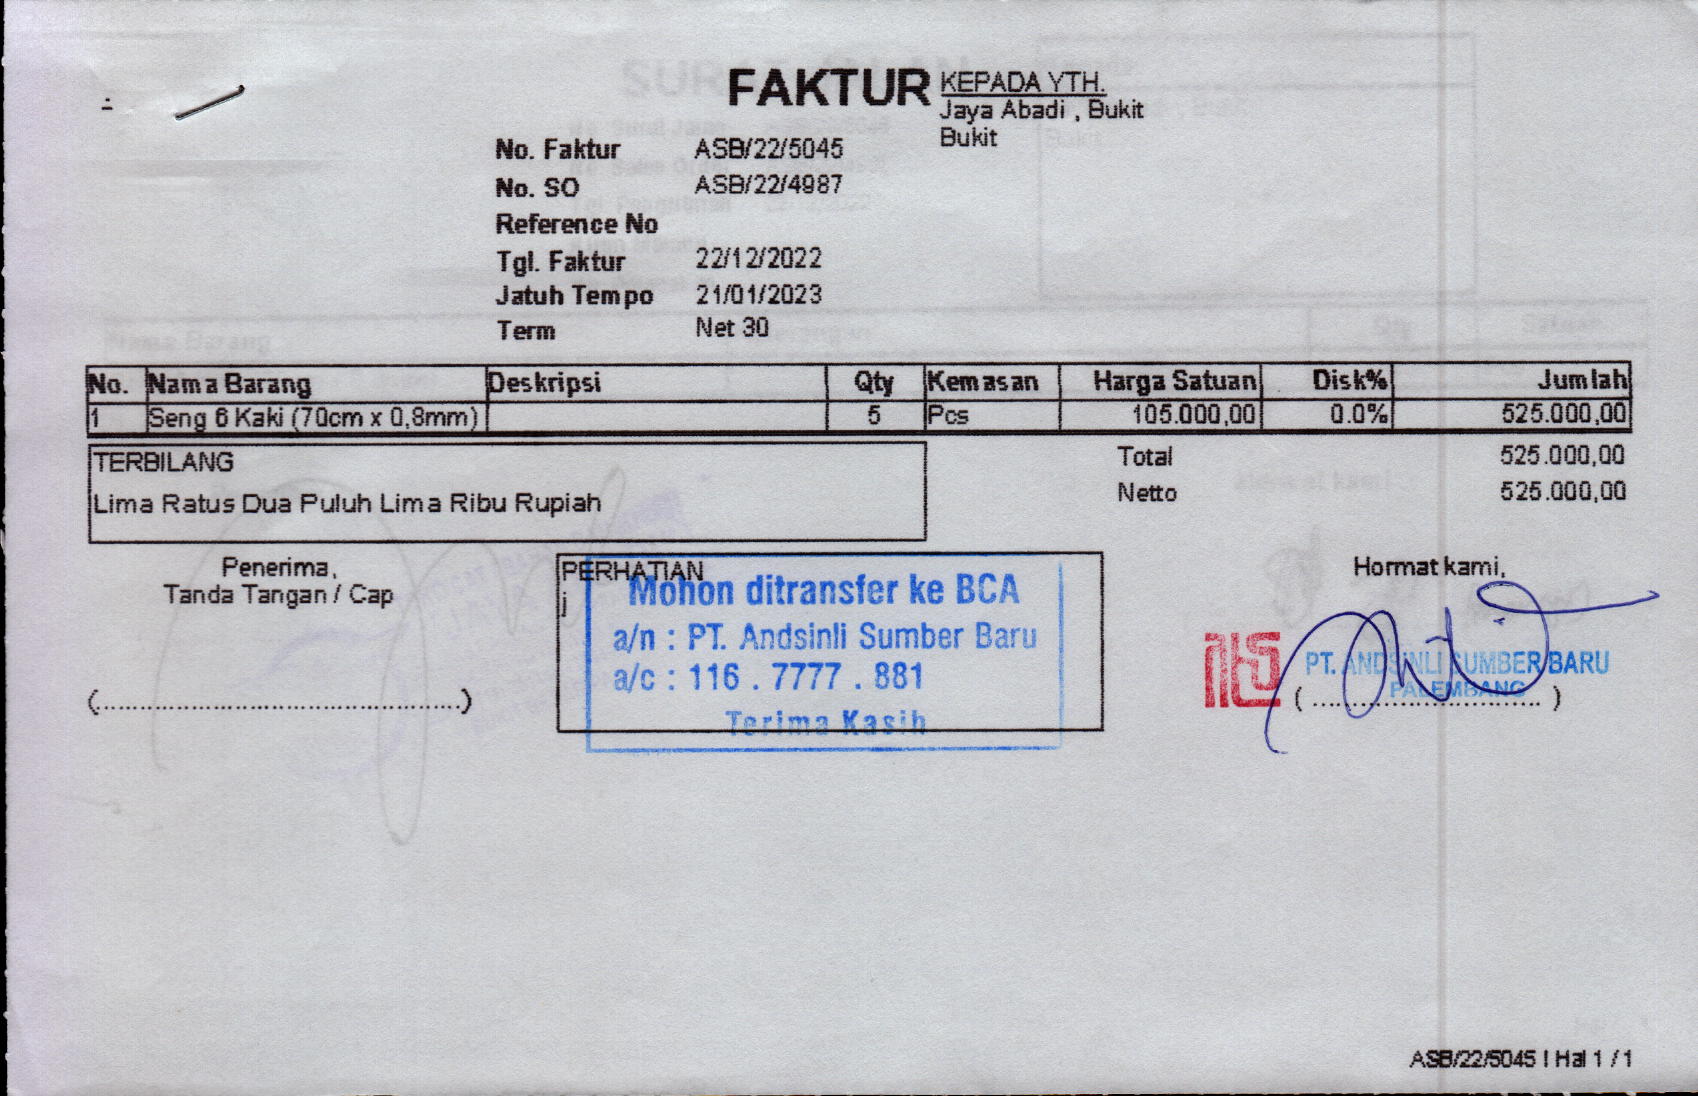 FAKTUR
KEPADA YTH.
Jaya Abadi , Bukit
Bukit
No. Faktur ASB/22/5045
No. SO ASB/22/4987
Reference No
Tgl. Faktur 22/12/2022
Jatuh Tempo 21/01/2023
Term Net 30
No. Nama Barang Deskripsi Qty Kemasan Harga Satuan Disk% Jumlah
1 Seng 6 Kaki (70cm x 0,8mm) 5 Pcs 105.000,00 0.0% 525.000,00
TERBILANG
Lima Ratus Dua Puluh Lima Ribu Rupiah
Total 525.000,00
Netto 525.000,00
Penerima,
Tanda Tangan / Cap
(............................................)
PERHATIAN
j
Mohon ditransfer ke BCA
a/n : PT. Andsinli Sumber Baru
a/c : 116 . 7777 . 881
Terima Kasih
Hormat kami,
PT. ANDSINLI SUMBER BARU
PALEMBANG
( ............................ )
ASB/22/5045 ! Hal 1 / 1